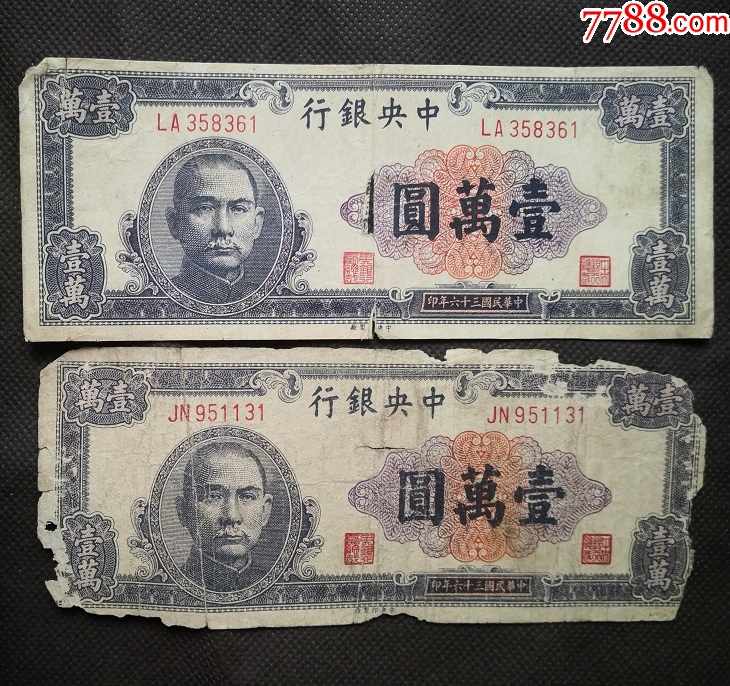 7788.com
壹萬
壹萬
中央銀行
LA 358361
LA 358361
壹萬圓
壹萬
壹萬
中華民國三十六年印
壹萬
壹萬
中央銀行
JN 951131
JN 951131
壹萬圓
壹萬
壹萬
中華民國三十六年印